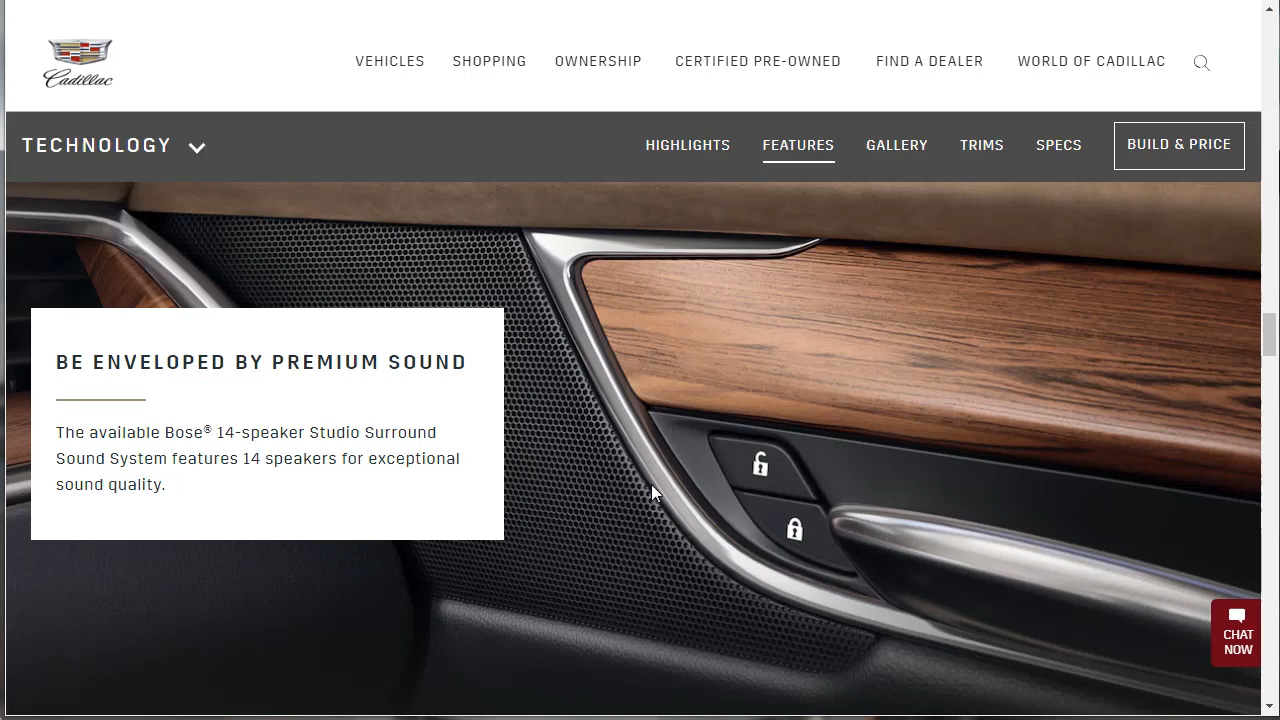 Cadillac
VEHICLES SHOPPING OWNERSHIP CERTIFIED PRE-OWNED FIND A DEALER WORLD OF CADILLAC
TECHNOLOGY HIGHLIGHTS FEATURES GALLERY TRIMS SPECS BUILD & PRICE
BE ENVELOPED BY PREMIUM SOUND
The available Bose® 14-speaker Studio Surround
Sound System features 14 speakers for exceptional
sound quality.
CHAT
NOW